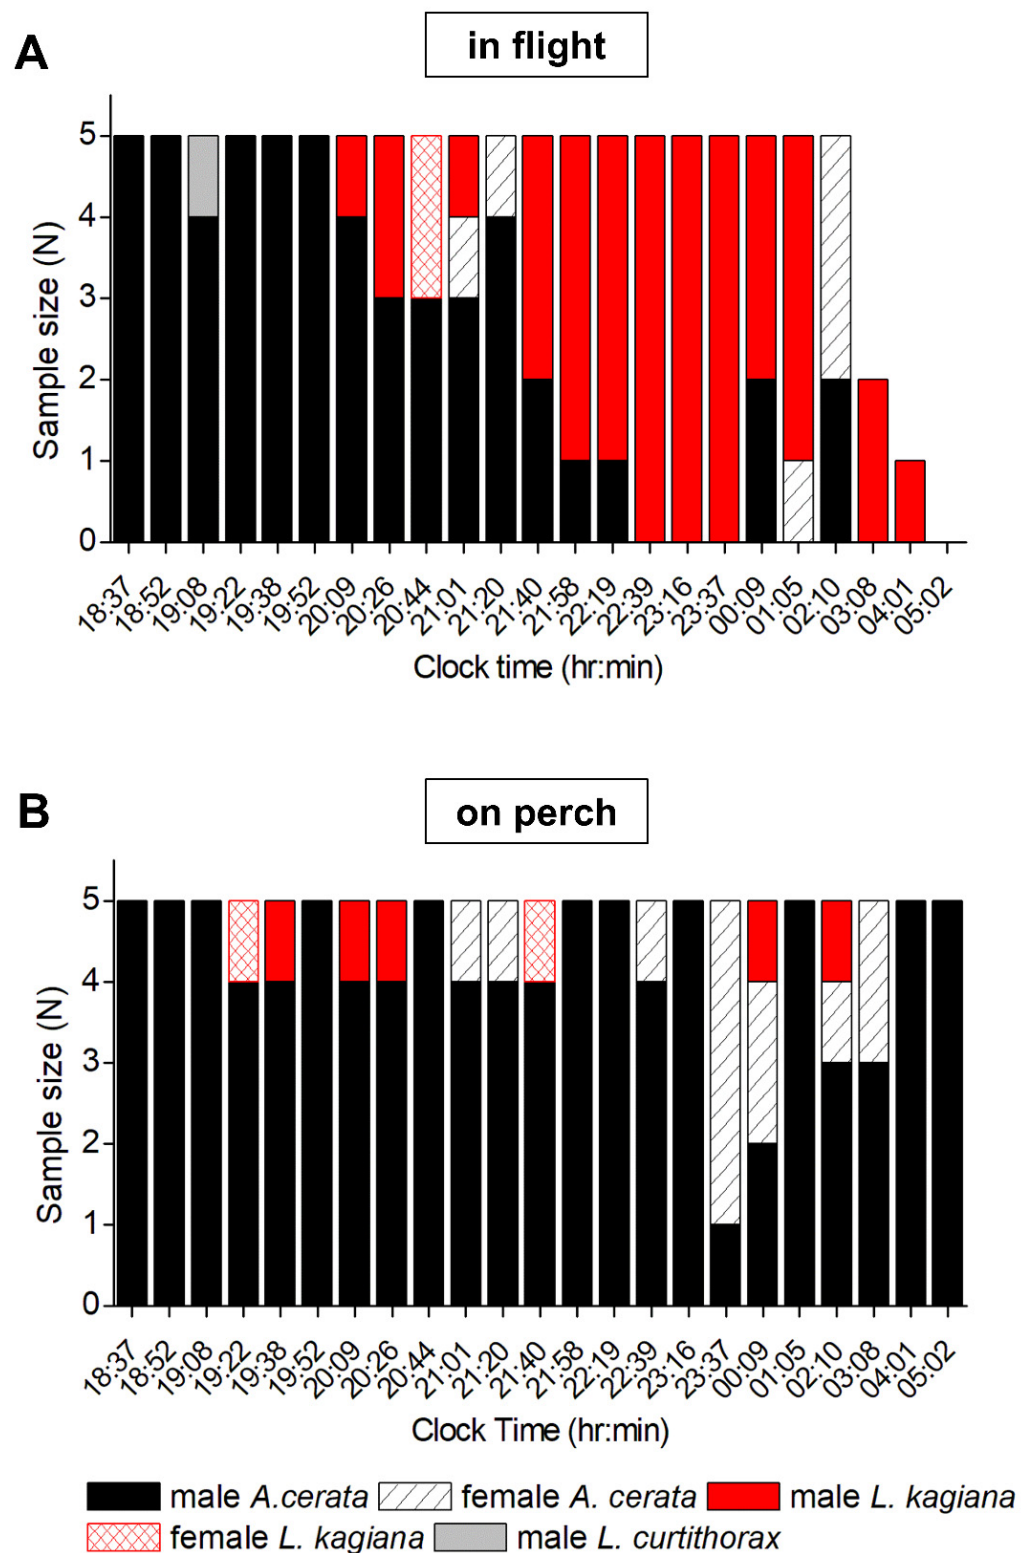 A
in flight
Sample size (N)
5
4
3
2
1
0
18:37 18:52 19:08 19:22 19:38 19:52 20:09 20:26 20:44 21:01 21:20 21:40 21:58 22:19 22:39 23:16 23:37 00:09 01:05 02:10 03:08 04:01 05:02
Clock time (hr:min)
B
on perch
Sample size (N)
5
4
3
2
1
0
18:37 18:52 19:08 19:22 19:38 19:52 20:09 20:26 20:44 21:01 21:20 21:40 21:58 22:19 22:39 23:16 23:37 00:09 01:05 02:10 03:08 04:01 05:02
Clock Time (hr:min)
male A.cerata female A. cerata male L. kagiana
female L. kagiana male L. curtithorax